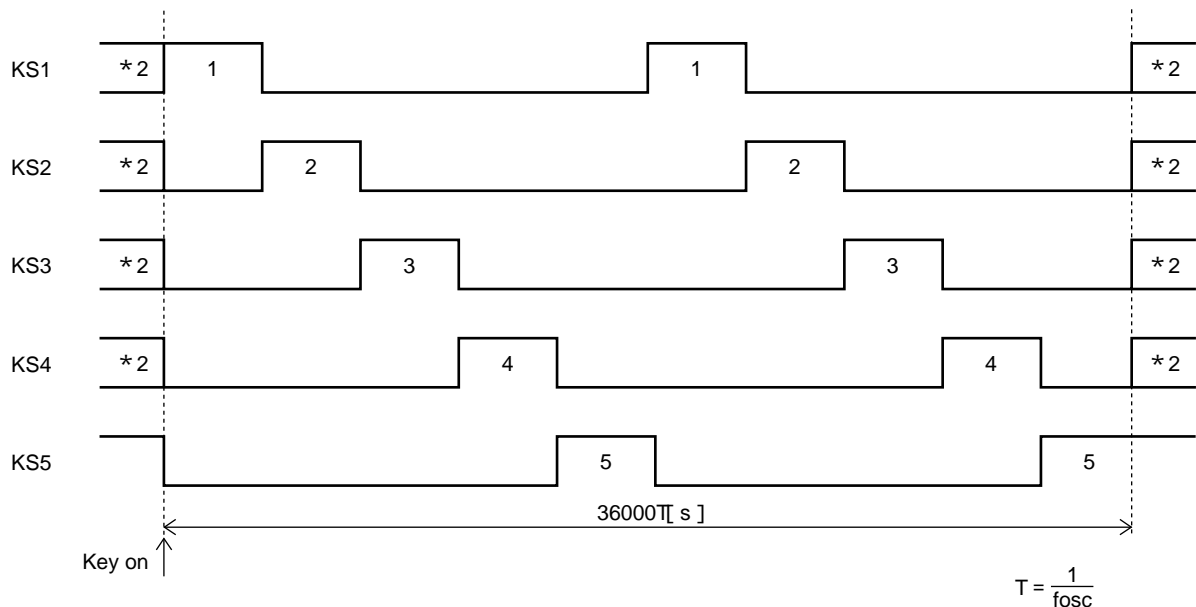 KS1 *2 1 1 *2
KS2 *2 2 2 *2
KS3 *2 3 3 *2
KS4 *2 4 4 *2
KS5 5 5
36000T[ s ]
Key on
T = 1
fosc